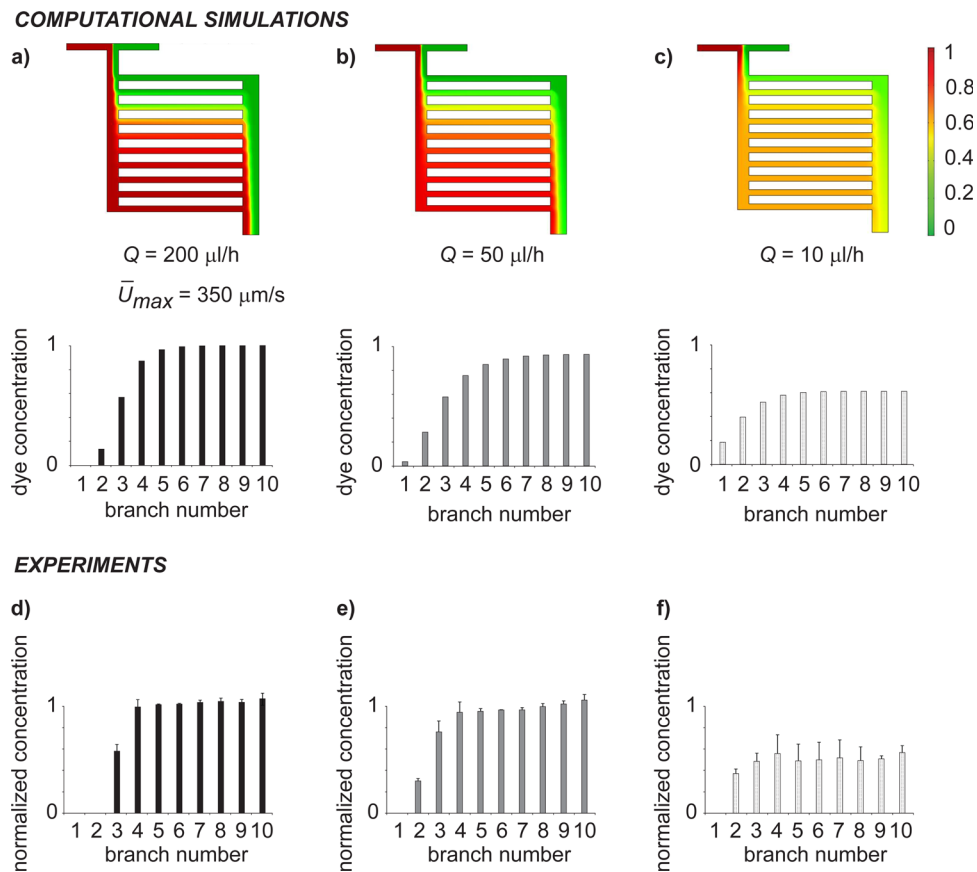 COMPUTATIONAL SIMULATIONS
a)
b)
c)
1
0.8
0.6
0.4
0.2
0
Q = 200 μl/h
Q = 50 μl/h
Q = 10 μl/h
U̅max = 350 μm/s
dye concentration
1
0
1 2 3 4 5 6 7 8 9 10
branch number
dye concentration
1
0
1 2 3 4 5 6 7 8 9 10
branch number
dye concentration
1
0
1 2 3 4 5 6 7 8 9 10
branch number
EXPERIMENTS
d)
e)
f)
normalized concentration
1
0
1 2 3 4 5 6 7 8 9 10
branch number
normalized concentration
1
0
1 2 3 4 5 6 7 8 9 10
branch number
normalized concentration
1
0
1 2 3 4 5 6 7 8 9 10
branch number